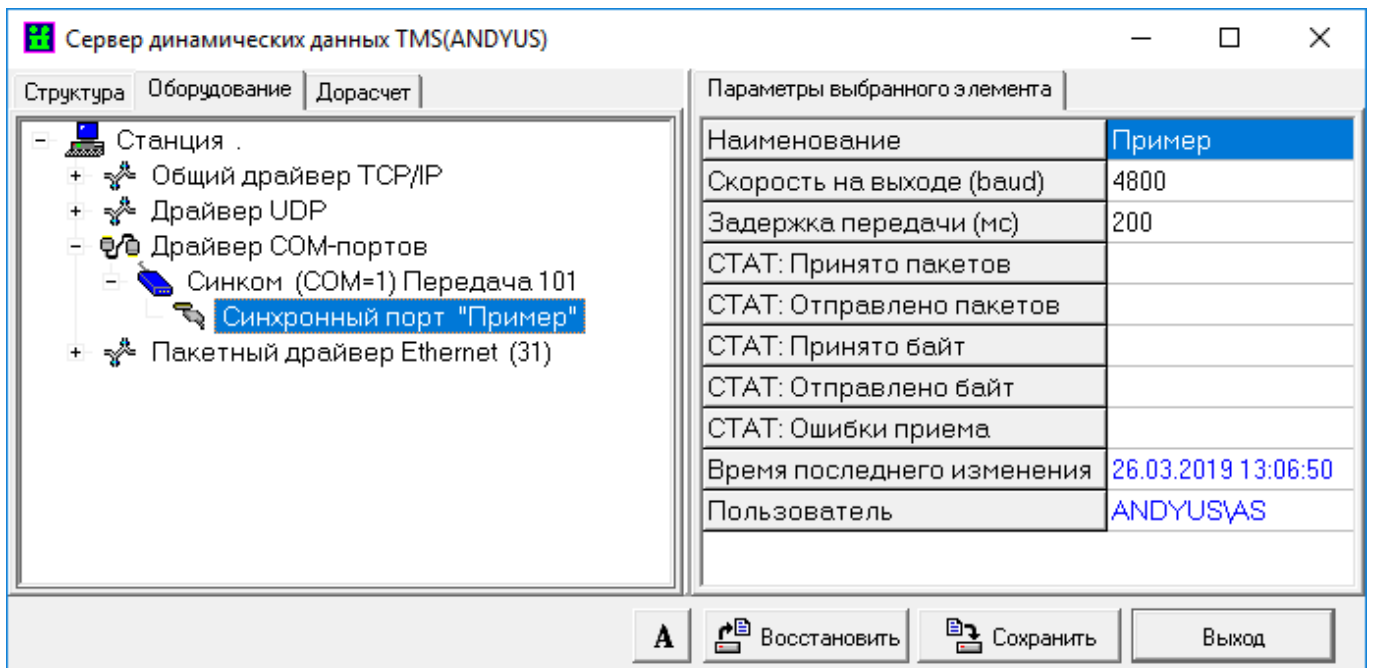 Сервер динамических данных TMS(ANDYUS)
Структура Оборудование Дорасчет
Станция .
Общий драйвер TCP/IP
Драйвер UDP
Драйвер COM-портов
Синком (COM=1) Передача 101
Синхронный порт "Пример"
Пакетный драйвер Ethernet (31)
Параметры выбранного элемента
Наименование Пример
Скорость на выходе (baud) 4800
Задержка передачи (мс) 200
СТАТ: Принято пакетов
СТАТ: Отправлено пакетов
СТАТ: Принято байт
СТАТ: Отправлено байт
СТАТ: Ошибки приема
Время последнего изменения 26.03.2019 13:06:50
Пользователь ANDYUS\AS
A Восстановить Сохранить Выход